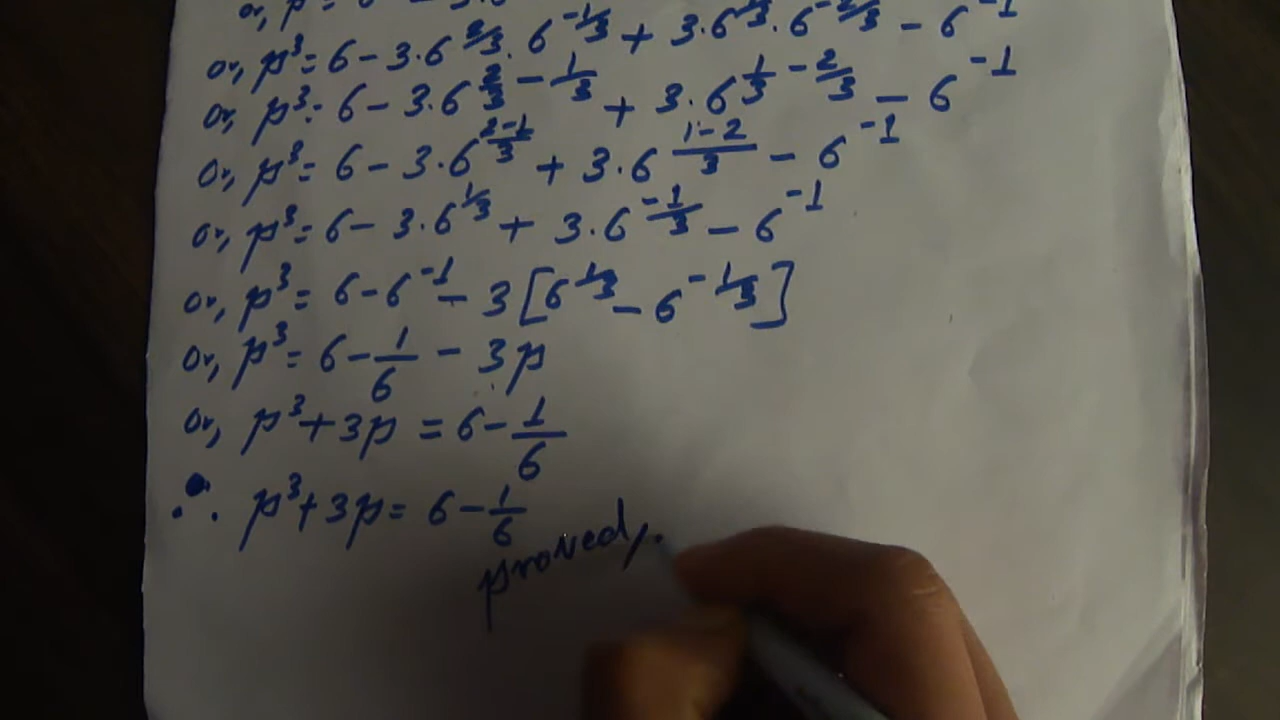 or, p³ = 6 - 3.6^2/3 . 6^-1/3 + 3.6^1/3 . 6^-2/3 - 6^-1
or, p³ = 6 - 3.6^2/3 - 1/3 + 3.6^1/3 - 2/3 - 6^-1
or, p³ = 6 - 3.6^2-1/3 + 3.6^1-2/3 - 6^-1
or, p³ = 6 - 3.6^1/3 + 3.6^-1/3 - 6^-1
or, p³ = 6 - 6^-1 - 3[6^1/3 - 6^-1/3]
or, p³ = 6 - 1/6 - 3p
or, p³ + 3p = 6 - 1/6
∴ p³ + 3p = 6 - 1/6
proved.